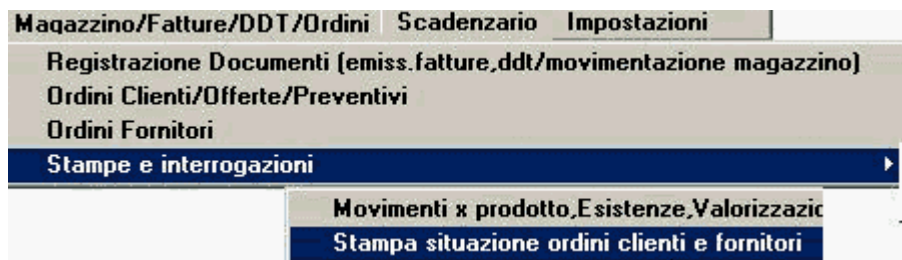 Magazzino/Fatture/DDT/Ordini Scadenzario Impostazioni
Registrazione Documenti (emiss.fatture,ddt/movimentazione magazzino)
Ordini Clienti/Offerte/Preventivi
Ordini Fornitori
Stampe e interrogazioni
Movimenti x prodotto,Esistenze,Valorizzazic
Stampa situazione ordini clienti e fornitori